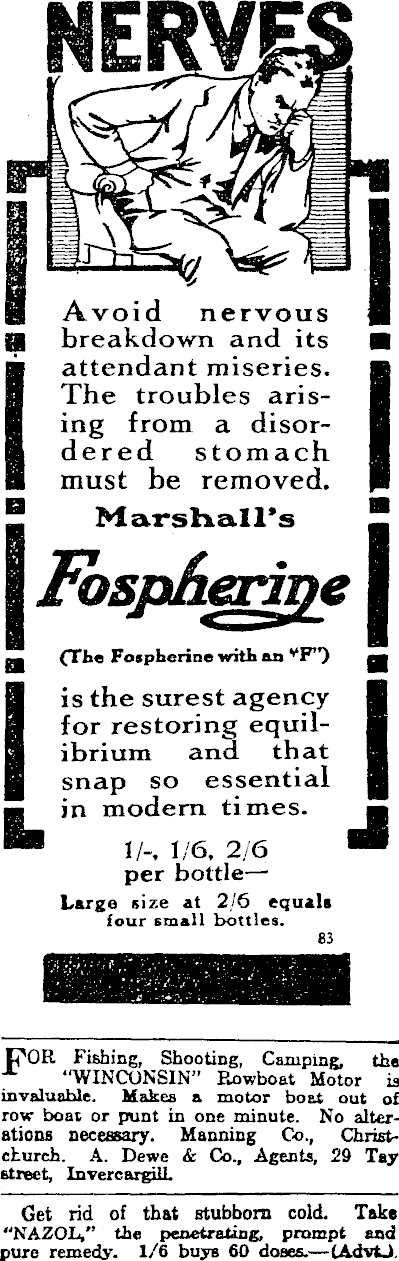 NERVES
Avoid nervous
breakdown and its
attendant miseries.
The troubles aris-
ing from a disor-
dered stomach
must be removed.
Marshall's
Fospherine
(The Fospherine with an "F")
is the surest agency
for restoring equil-
ibrium and that
snap so essential
in modern times.
1/-, 1/6, 2/6
per bottle—
Large size at 2/6 equals
four small bottles.
83
FOR Fishing, Shooting, Camping, the
"WINCONSIN" Rowboat Motor is
invaluable. Makes a motor boat out of
row boat or punt in one minute. No alter-
ations necessary. Manning Co., Christ-
church. A. Dewe & Co., Agents, 29 Tay
street, Invercargill.
Get rid of that stubborn cold. Take
"NAZOL," the penetrating, prompt and
pure remedy. 1/6 buys 60 doses.—(Advt.).